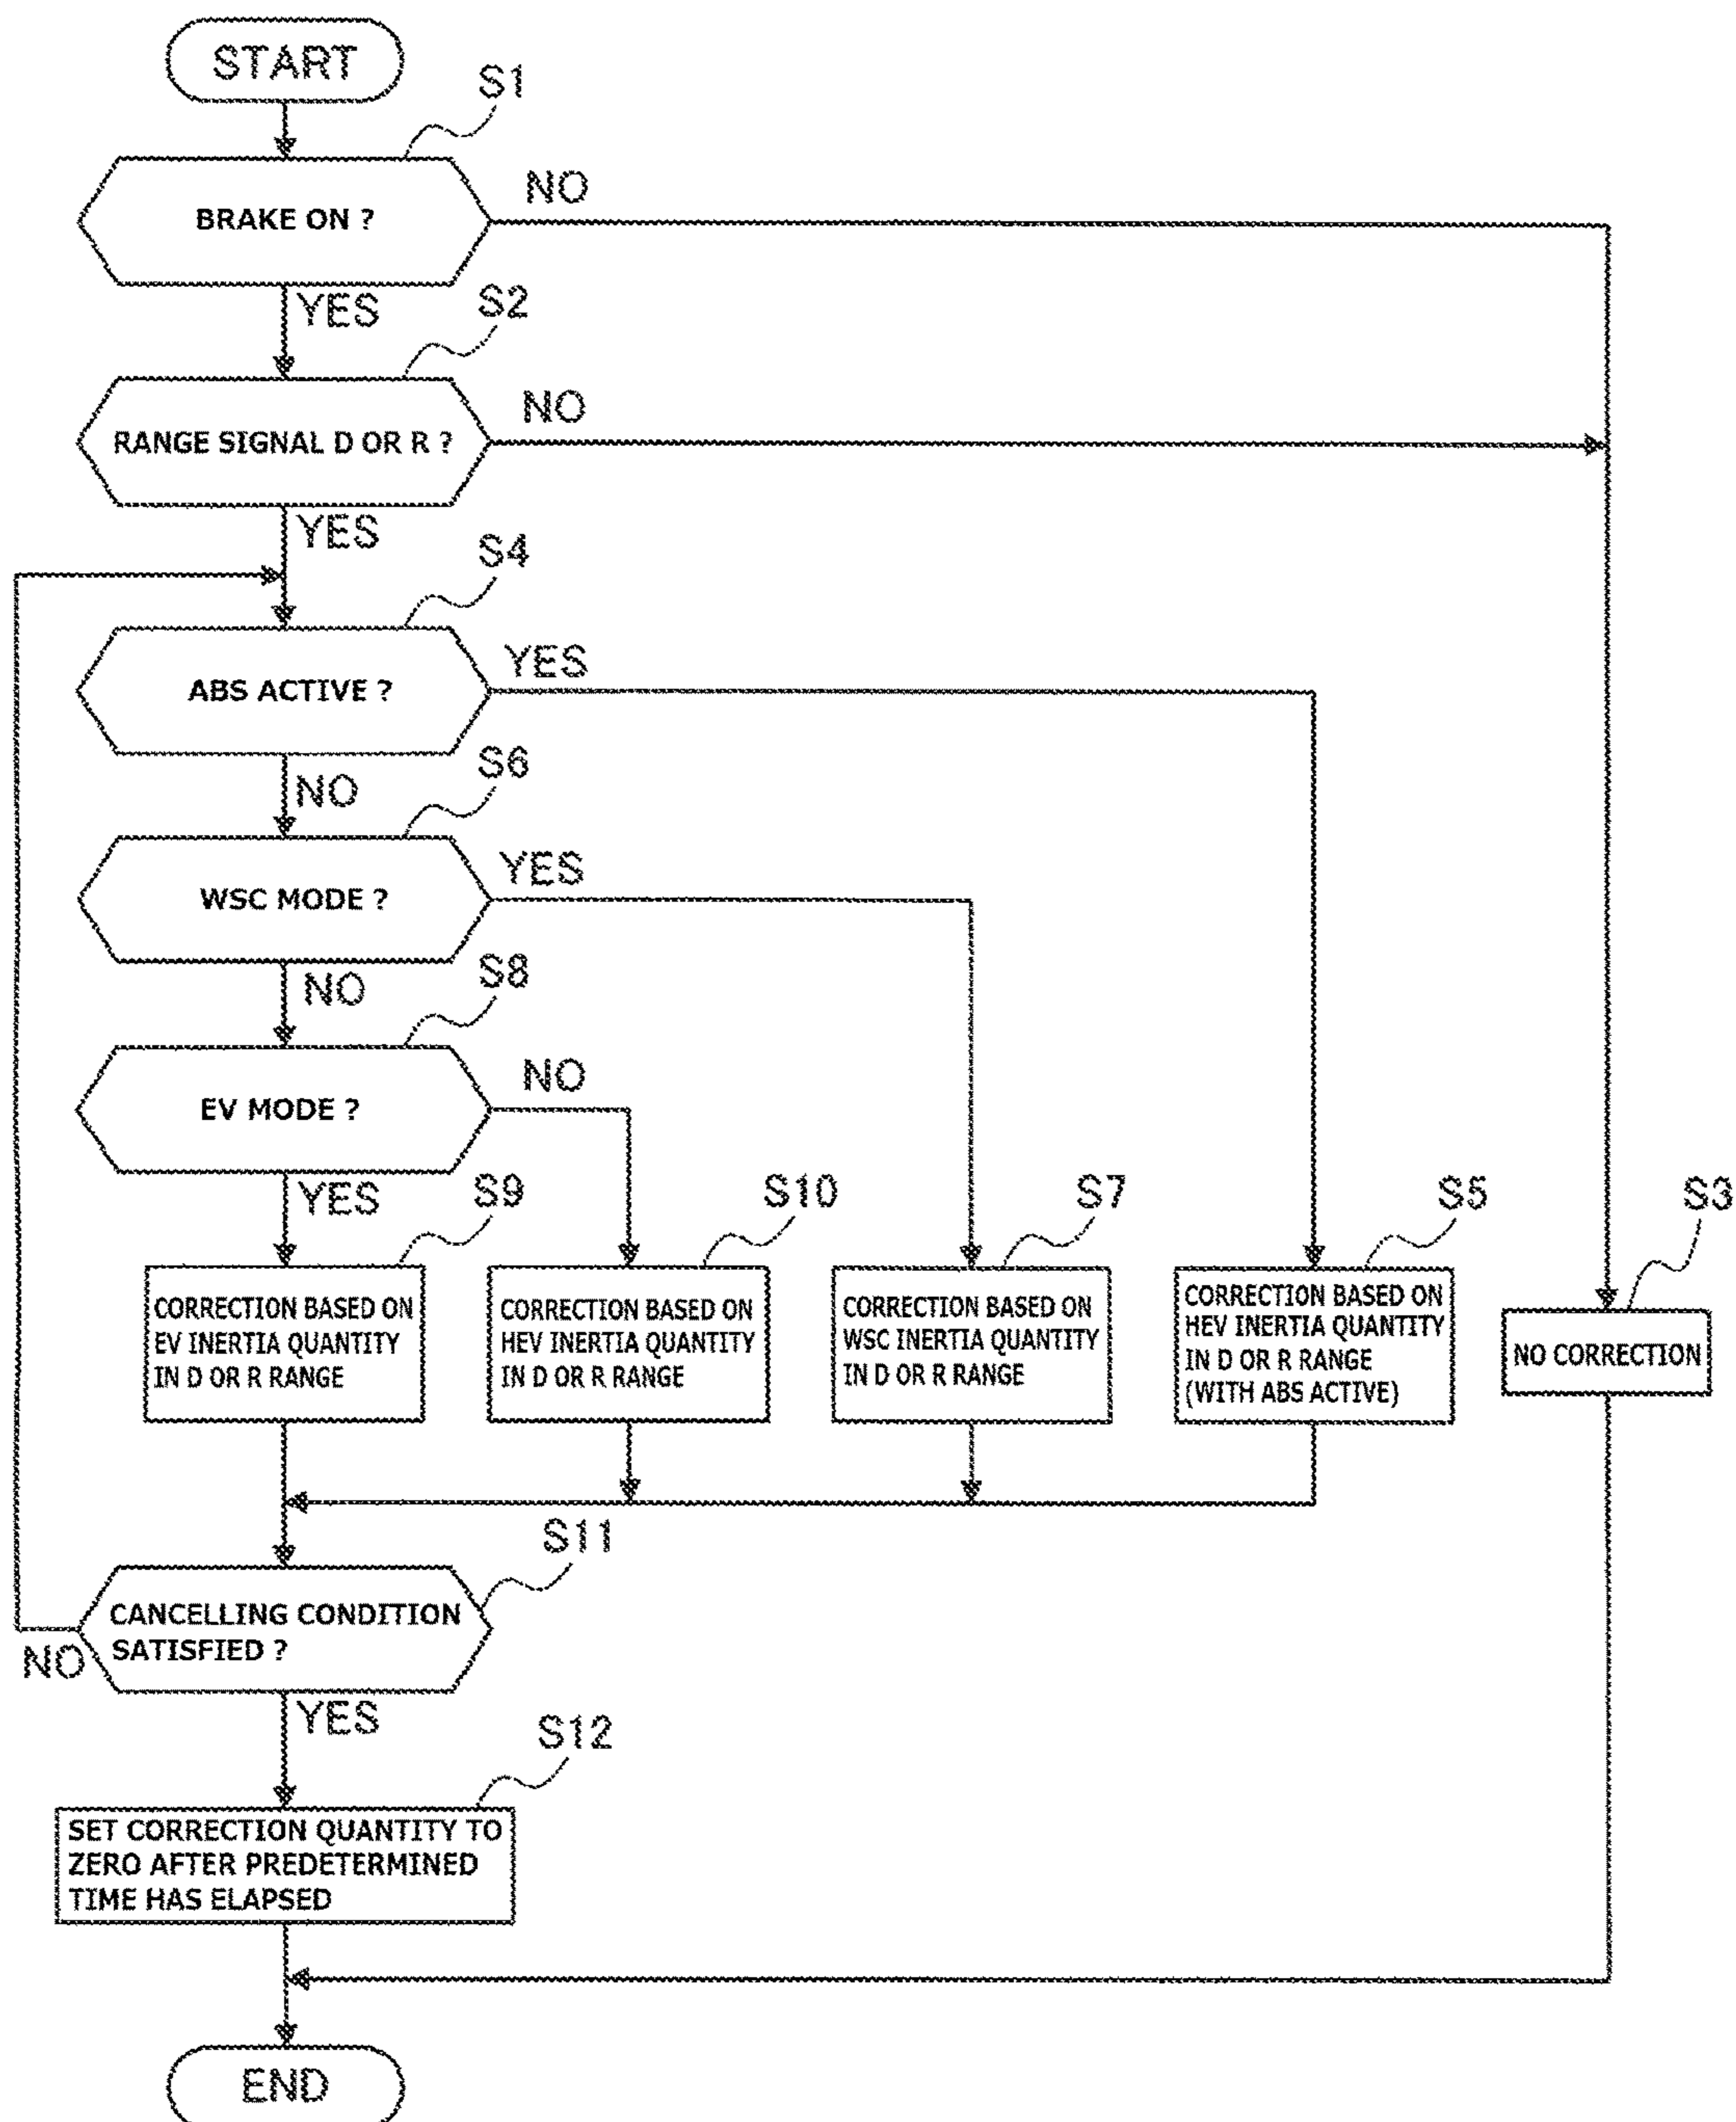 START
S1
BRAKE ON ?
NO
YES
S2
RANGE SIGNAL D OR R ?
NO
YES
S4
ABS ACTIVE ?
YES
NO
S6
WSC MODE ?
YES
NO
S8
EV MODE ?
NO
YES
S9
CORRECTION BASED ON
EV INERTIA QUANTITY
IN D OR R RANGE
S10
CORRECTION BASED ON
HEV INERTIA QUANTITY
IN D OR R RANGE
S7
CORRECTION BASED ON
WSC INERTIA QUANTITY
IN D OR R RANGE
S5
CORRECTION BASED ON
HEV INERTIA QUANTITY
IN D OR R RANGE
(WITH ABS ACTIVE)
S3
NO CORRECTION
S11
CANCELLING CONDITION
SATISFIED ?
NO
YES
S12
SET CORRECTION QUANTITY TO
ZERO AFTER PREDETERMINED
TIME HAS ELAPSED
END